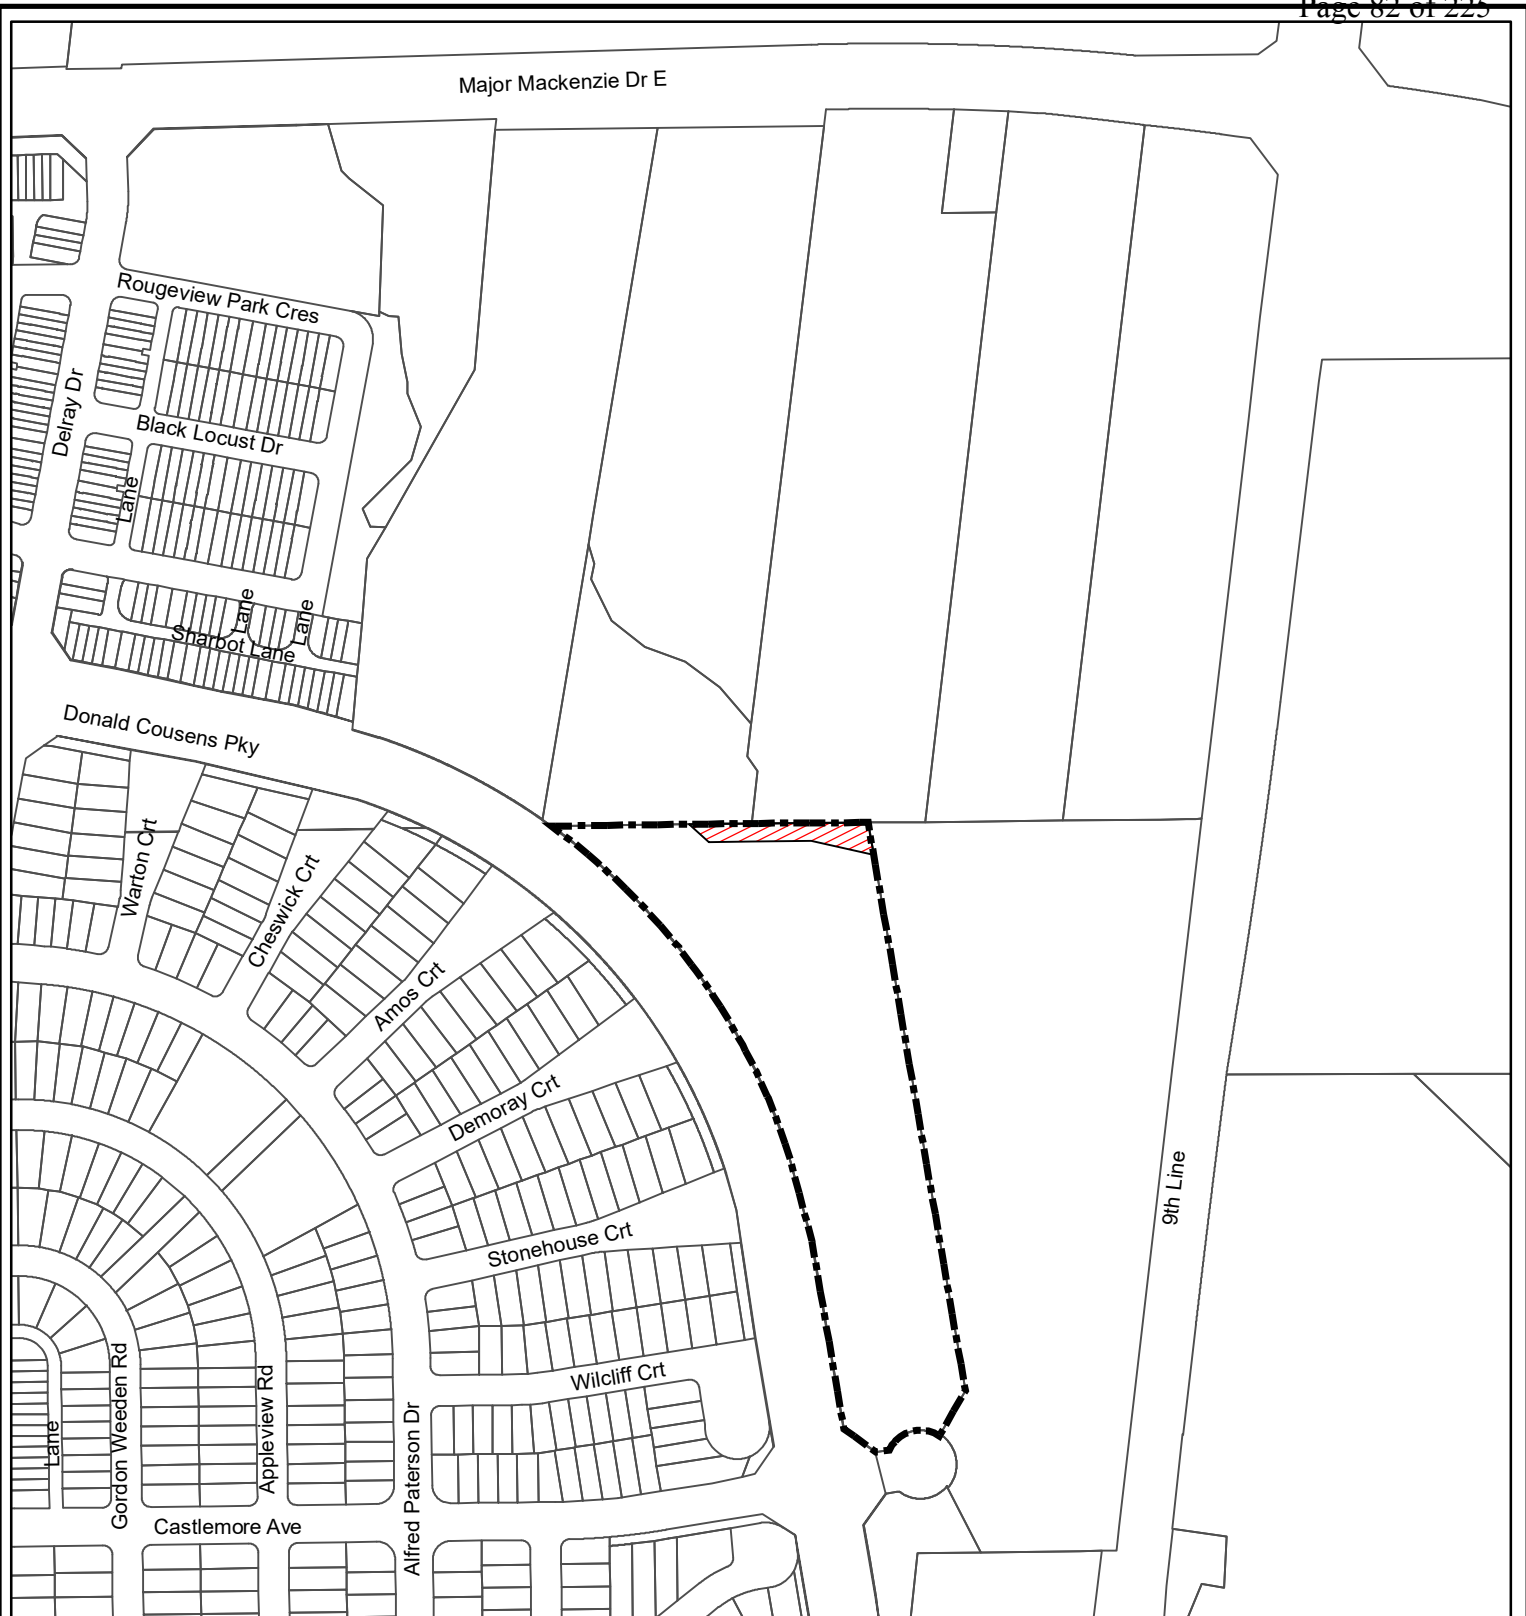 Page 82 of 225
Major Mackenzie Dr E
Rougeview Park Cres
Delray Dr
Black Locust Dr
Lane
Lane
Lane
Sharbot Lane
Donald Cousens Pky
Warton Crt
Cheswick Crt
Amos Crt
Demoray Crt
Stonehouse Crt
9th Line
Wilcliff Crt
Gordon Weeden Rd
Appleview Rd
Lane
Alfred Paterson Dr
Castlemore Ave